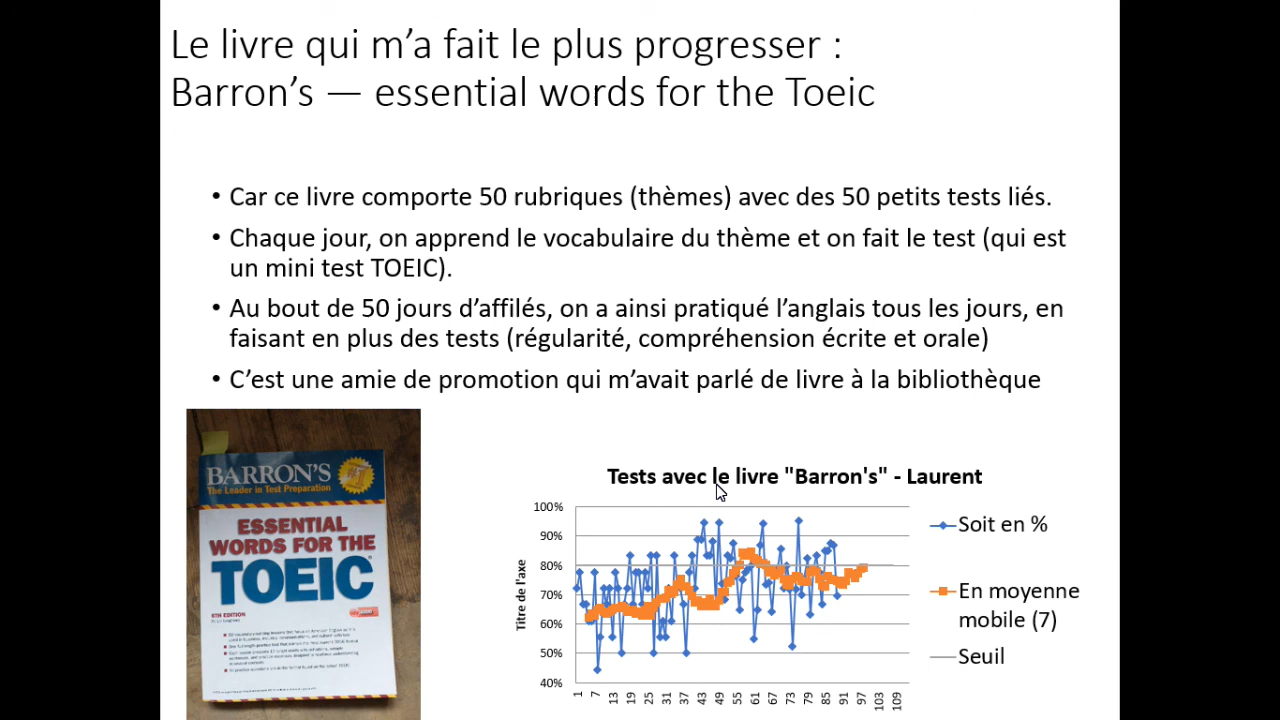 Le livre qui m’a fait le plus progresser :
Barron’s — essential words for the Toeic
• Car ce livre comporte 50 rubriques (thèmes) avec des 50 petits tests liés.
• Chaque jour, on apprend le vocabulaire du thème et on fait le test (qui est
un mini test TOEIC).
• Au bout de 50 jours d’affilés, on a ainsi pratiqué l’anglais tous les jours, en
faisant en plus des tests (régularité, compréhension écrite et orale)
• C’est une amie de promotion qui m’avait parlé de livre à la bibliothèque
BARRON'S
The Leader in Test Preparation
ESSENTIAL
WORDS FOR THE
TOEIC
EDITION
Tests avec le livre "Barron's" - Laurent
Titre de l'axe
100%
90%
80%
70%
60%
50%
40%
1 7 13 19 25 31 37 43 49 55 61 67 73 79 85 91 97 103 109
Soit en %
En moyenne
mobile (7)
Seuil